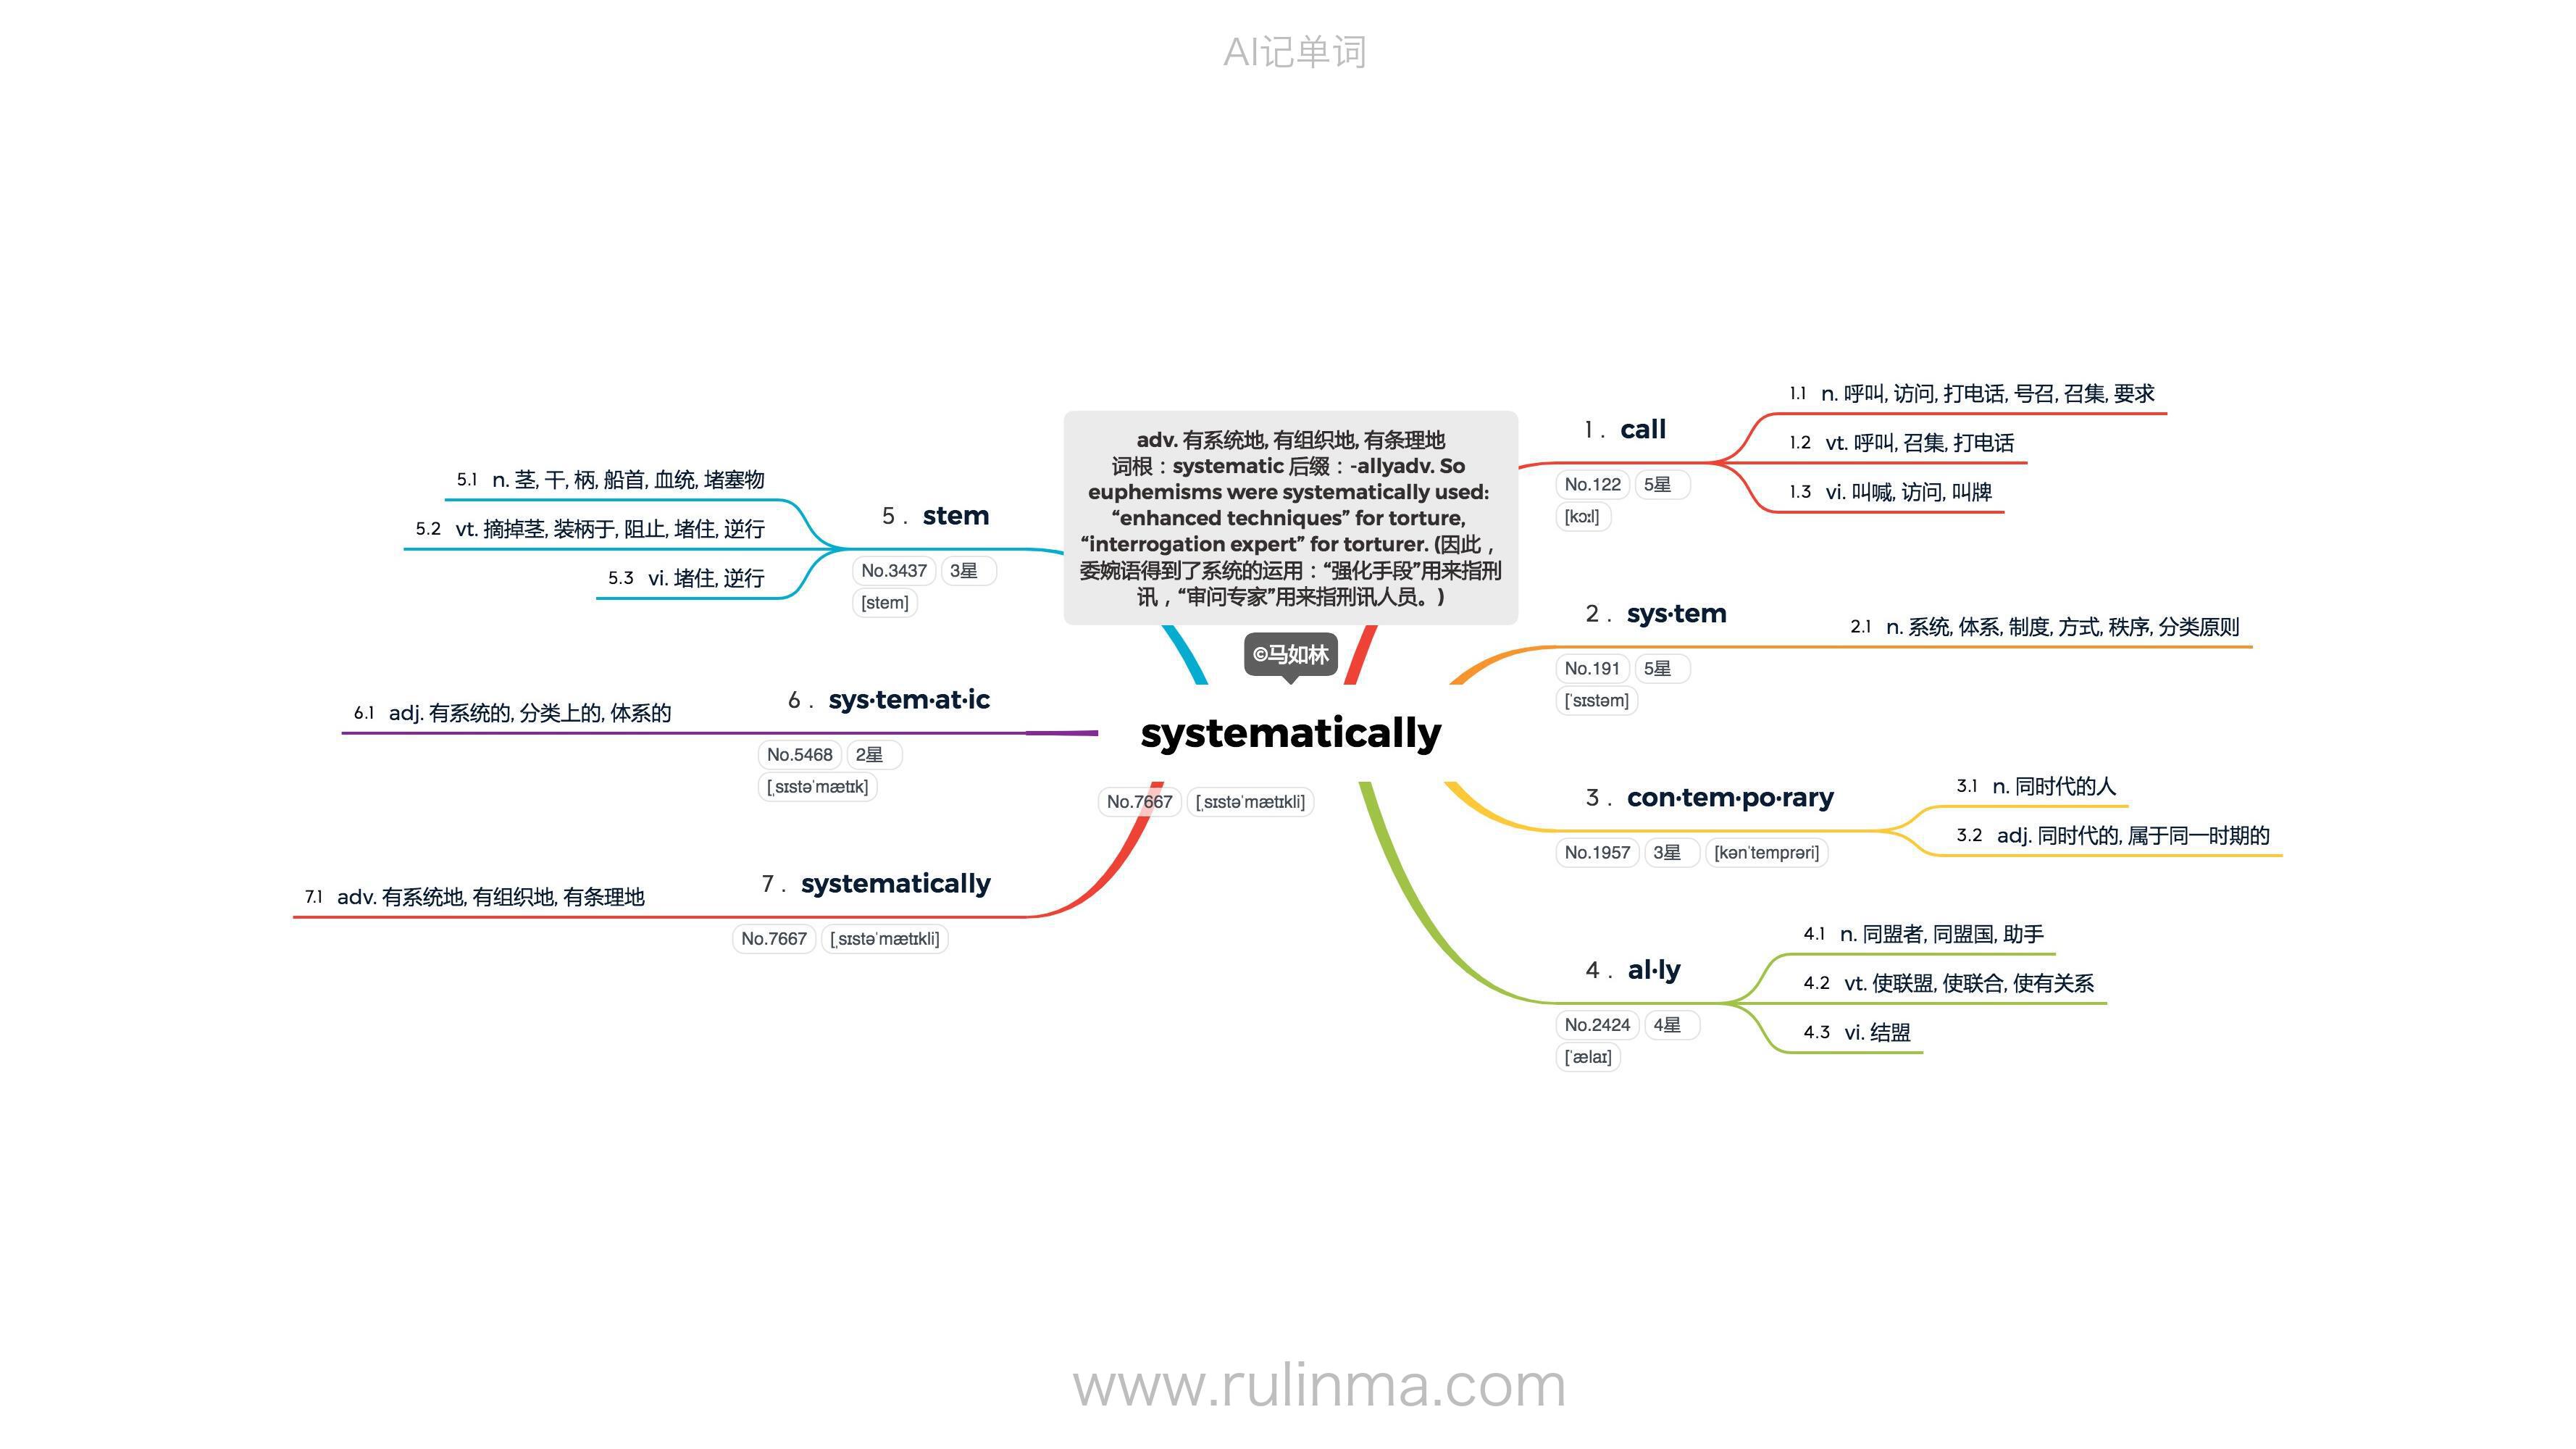 AI记单词
adv. 有系统地, 有组织地, 有条理地
词根：systematic 后缀：-allyadv. So
euphemisms were systematically used:
“enhanced techniques” for torture,
“interrogation expert” for torturer. (因此，
委婉语得到了系统的运用：“强化手段”用来指刑
讯，“审问专家”用来指刑讯人员。)
©马如林
systematically
No.7667 [ˌsɪstəˈmætɪkli]
1. call
No.122 5星
[kɔːl]
1.1 n. 呼叫, 访问, 打电话, 号召, 召集, 要求
1.2 vt. 呼叫, 召集, 打电话
1.3 vi. 叫喊, 访问, 叫牌
2. sys·tem
No.191 5星
[ˈsɪstəm]
2.1 n. 系统, 体系, 制度, 方式, 秩序, 分类原则
3. con·tem·po·rary
No.1957 3星 [kənˈtemprəri]
3.1 n. 同时代的人
3.2 adj. 同时代的, 属于同一时期的
4. al·ly
No.2424 4星
[ˈælaɪ]
4.1 n. 同盟者, 同盟国, 助手
4.2 vt. 使联盟, 使联合, 使有关系
4.3 vi. 结盟
5. stem
No.3437 3星
[stem]
5.1 n. 茎, 干, 柄, 船首, 血统, 堵塞物
5.2 vt. 摘掉茎, 装柄于, 阻止, 堵住, 逆行
5.3 vi. 堵住, 逆行
6. sys·tem·at·ic
No.5468 2星
[ˌsɪstəˈmætɪk]
6.1 adj. 有系统的, 分类上的, 体系的
7. systematically
No.7667 [ˌsɪstəˈmætɪkli]
7.1 adv. 有系统地, 有组织地, 有条理地
www.rulinma.com